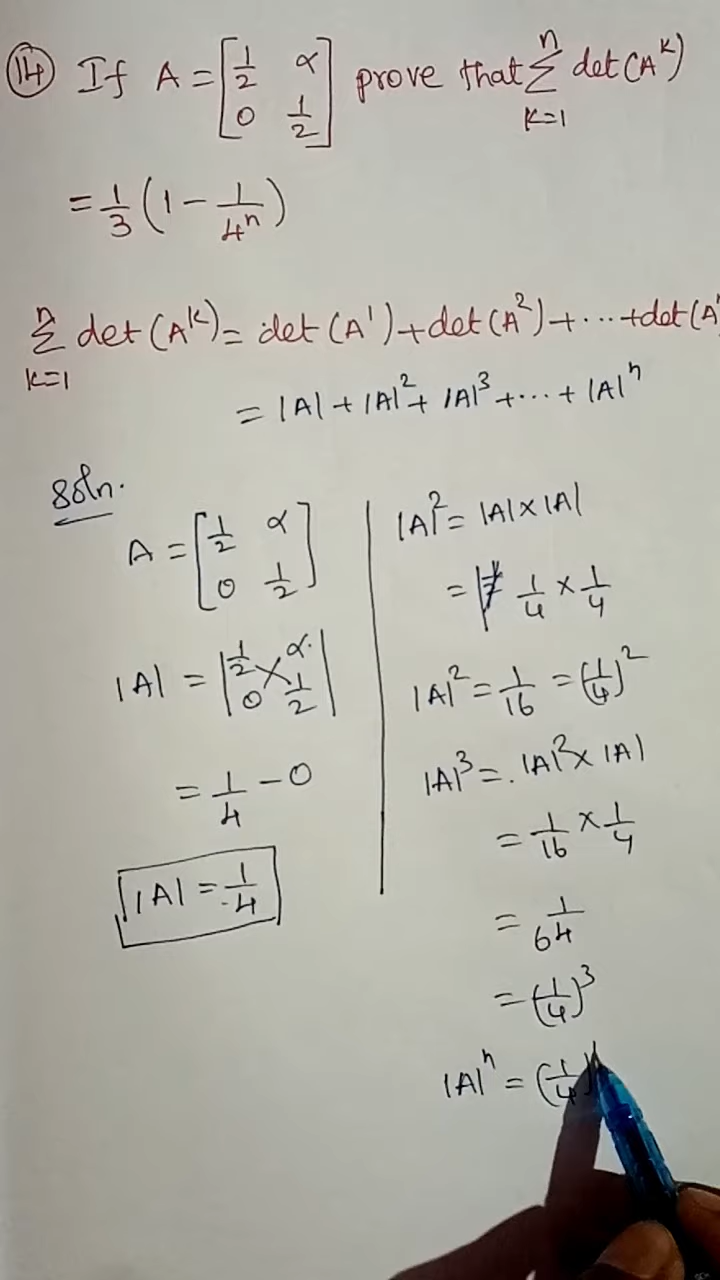 (14) If A = [1/2 α; 0 1/2] prove that n∑k=1 det(A^k)
= 1/3 (1 - 1/4^n)
n∑k=1 det(A^k) = det(A^1) + det(A^2) + ... + det(A
= |A| + |A|^2 + |A|^3 + ... + |A|^n
Soln.
A = [1/2 α; 0 1/2]
|A| = |1/2 α; 0 1/2|
= 1/4 - 0
|A| = 1/4
|A|^2 = |A| × |A|
= 1/4 × 1/4
|A|^2 = 1/16 = (1/4)^2
|A|^3 = |A|^2 × |A|
= 1/16 × 1/4
= 1/64
= (1/4)^3
|A|^n = (1/4)